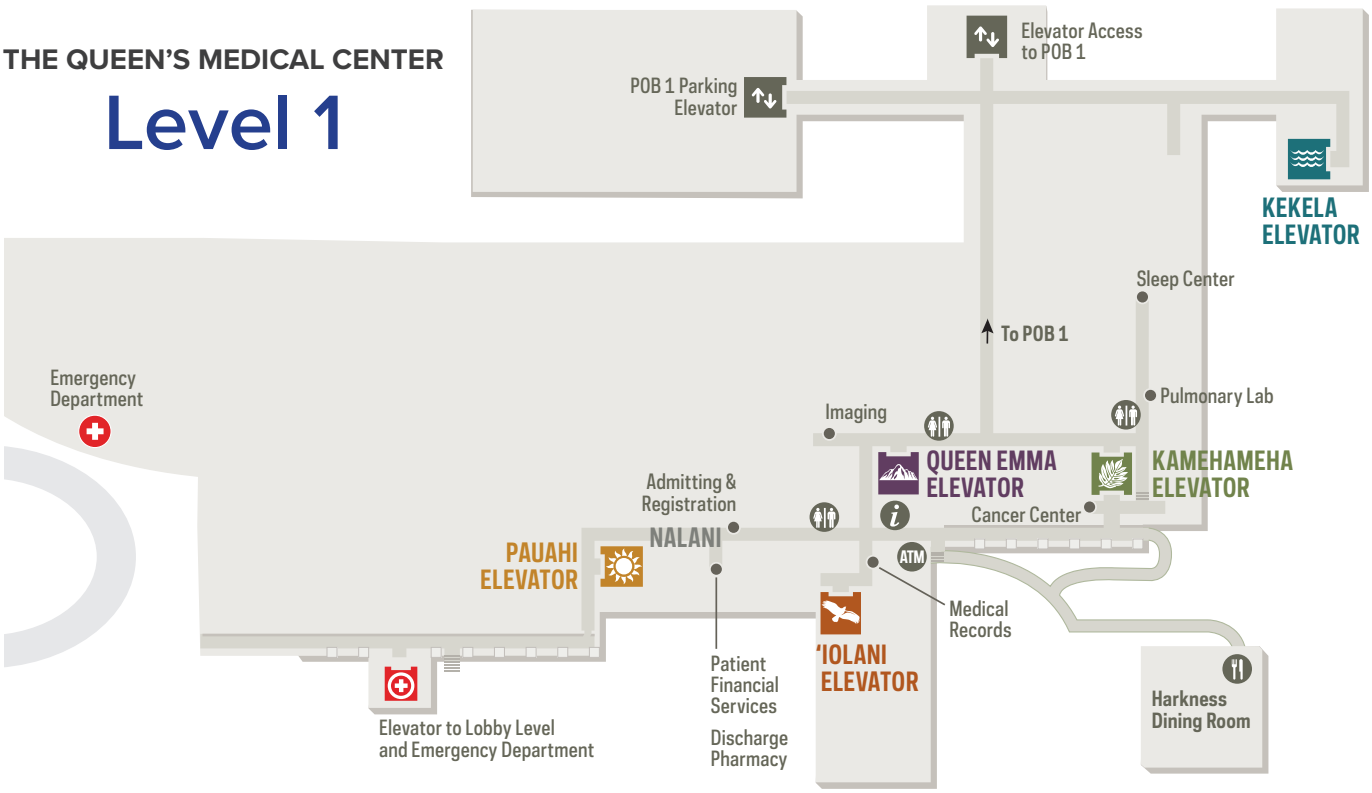 THE QUEEN'S MEDICAL CENTER
Level 1
Elevator Access
to POB 1
POB 1 Parking
Elevator
KEKELA
ELEVATOR
Sleep Center
To POB 1
Emergency
Department
Pulmonary Lab
Imaging
QUEEN EMMA
ELEVATOR
KAMEHAMEHA
ELEVATOR
Admitting &
Registration
NALANI
i
Cancer Center
PAUAHI
ELEVATOR
ATM
Medical
Records
'IOLANI
ELEVATOR
Patient
Financial
Services
Discharge
Pharmacy
Harkness
Dining Room
Elevator to Lobby Level
and Emergency Department